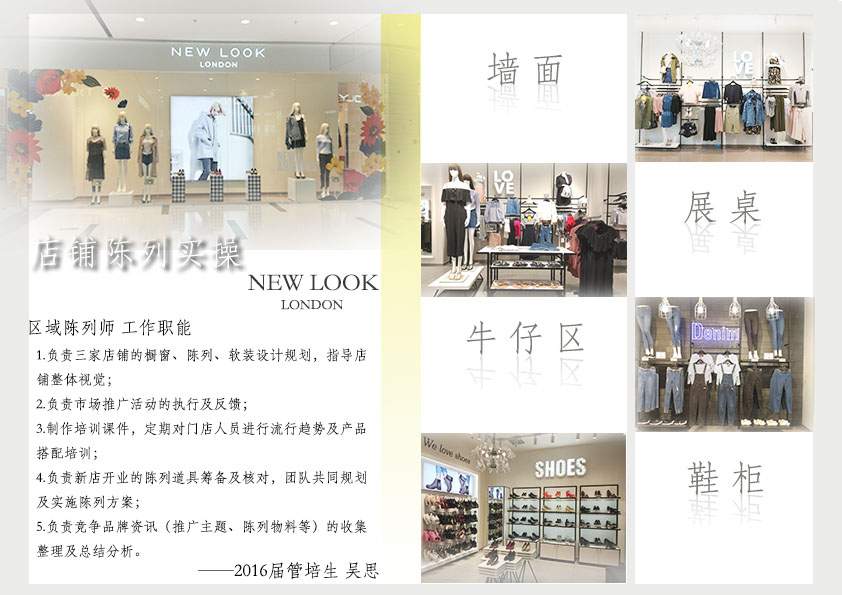 NEW LOOK
LONDON
店铺陈列实操
NEW LOOK
LONDON
区域陈列师 工作职能
1.负责三家店铺的橱窗、陈列、软装设计规划，指导店
铺整体视觉；
2.负责市场推广活动的执行及反馈；
3.制作培训课件，定期对门店人员进行流行趋势及产品
搭配培训；
4.负责新店开业的陈列道具筹备及核对，团队共同规划
及实施陈列方案；
5.负责竞争品牌资讯（推广主题、陈列物料等）的收集
整理及总结分析。
——2016届管培生 吴思
墙面
LO
VE
牛仔区
We love shoes
SHOES
LO
VE
展桌
Denim
鞋柜